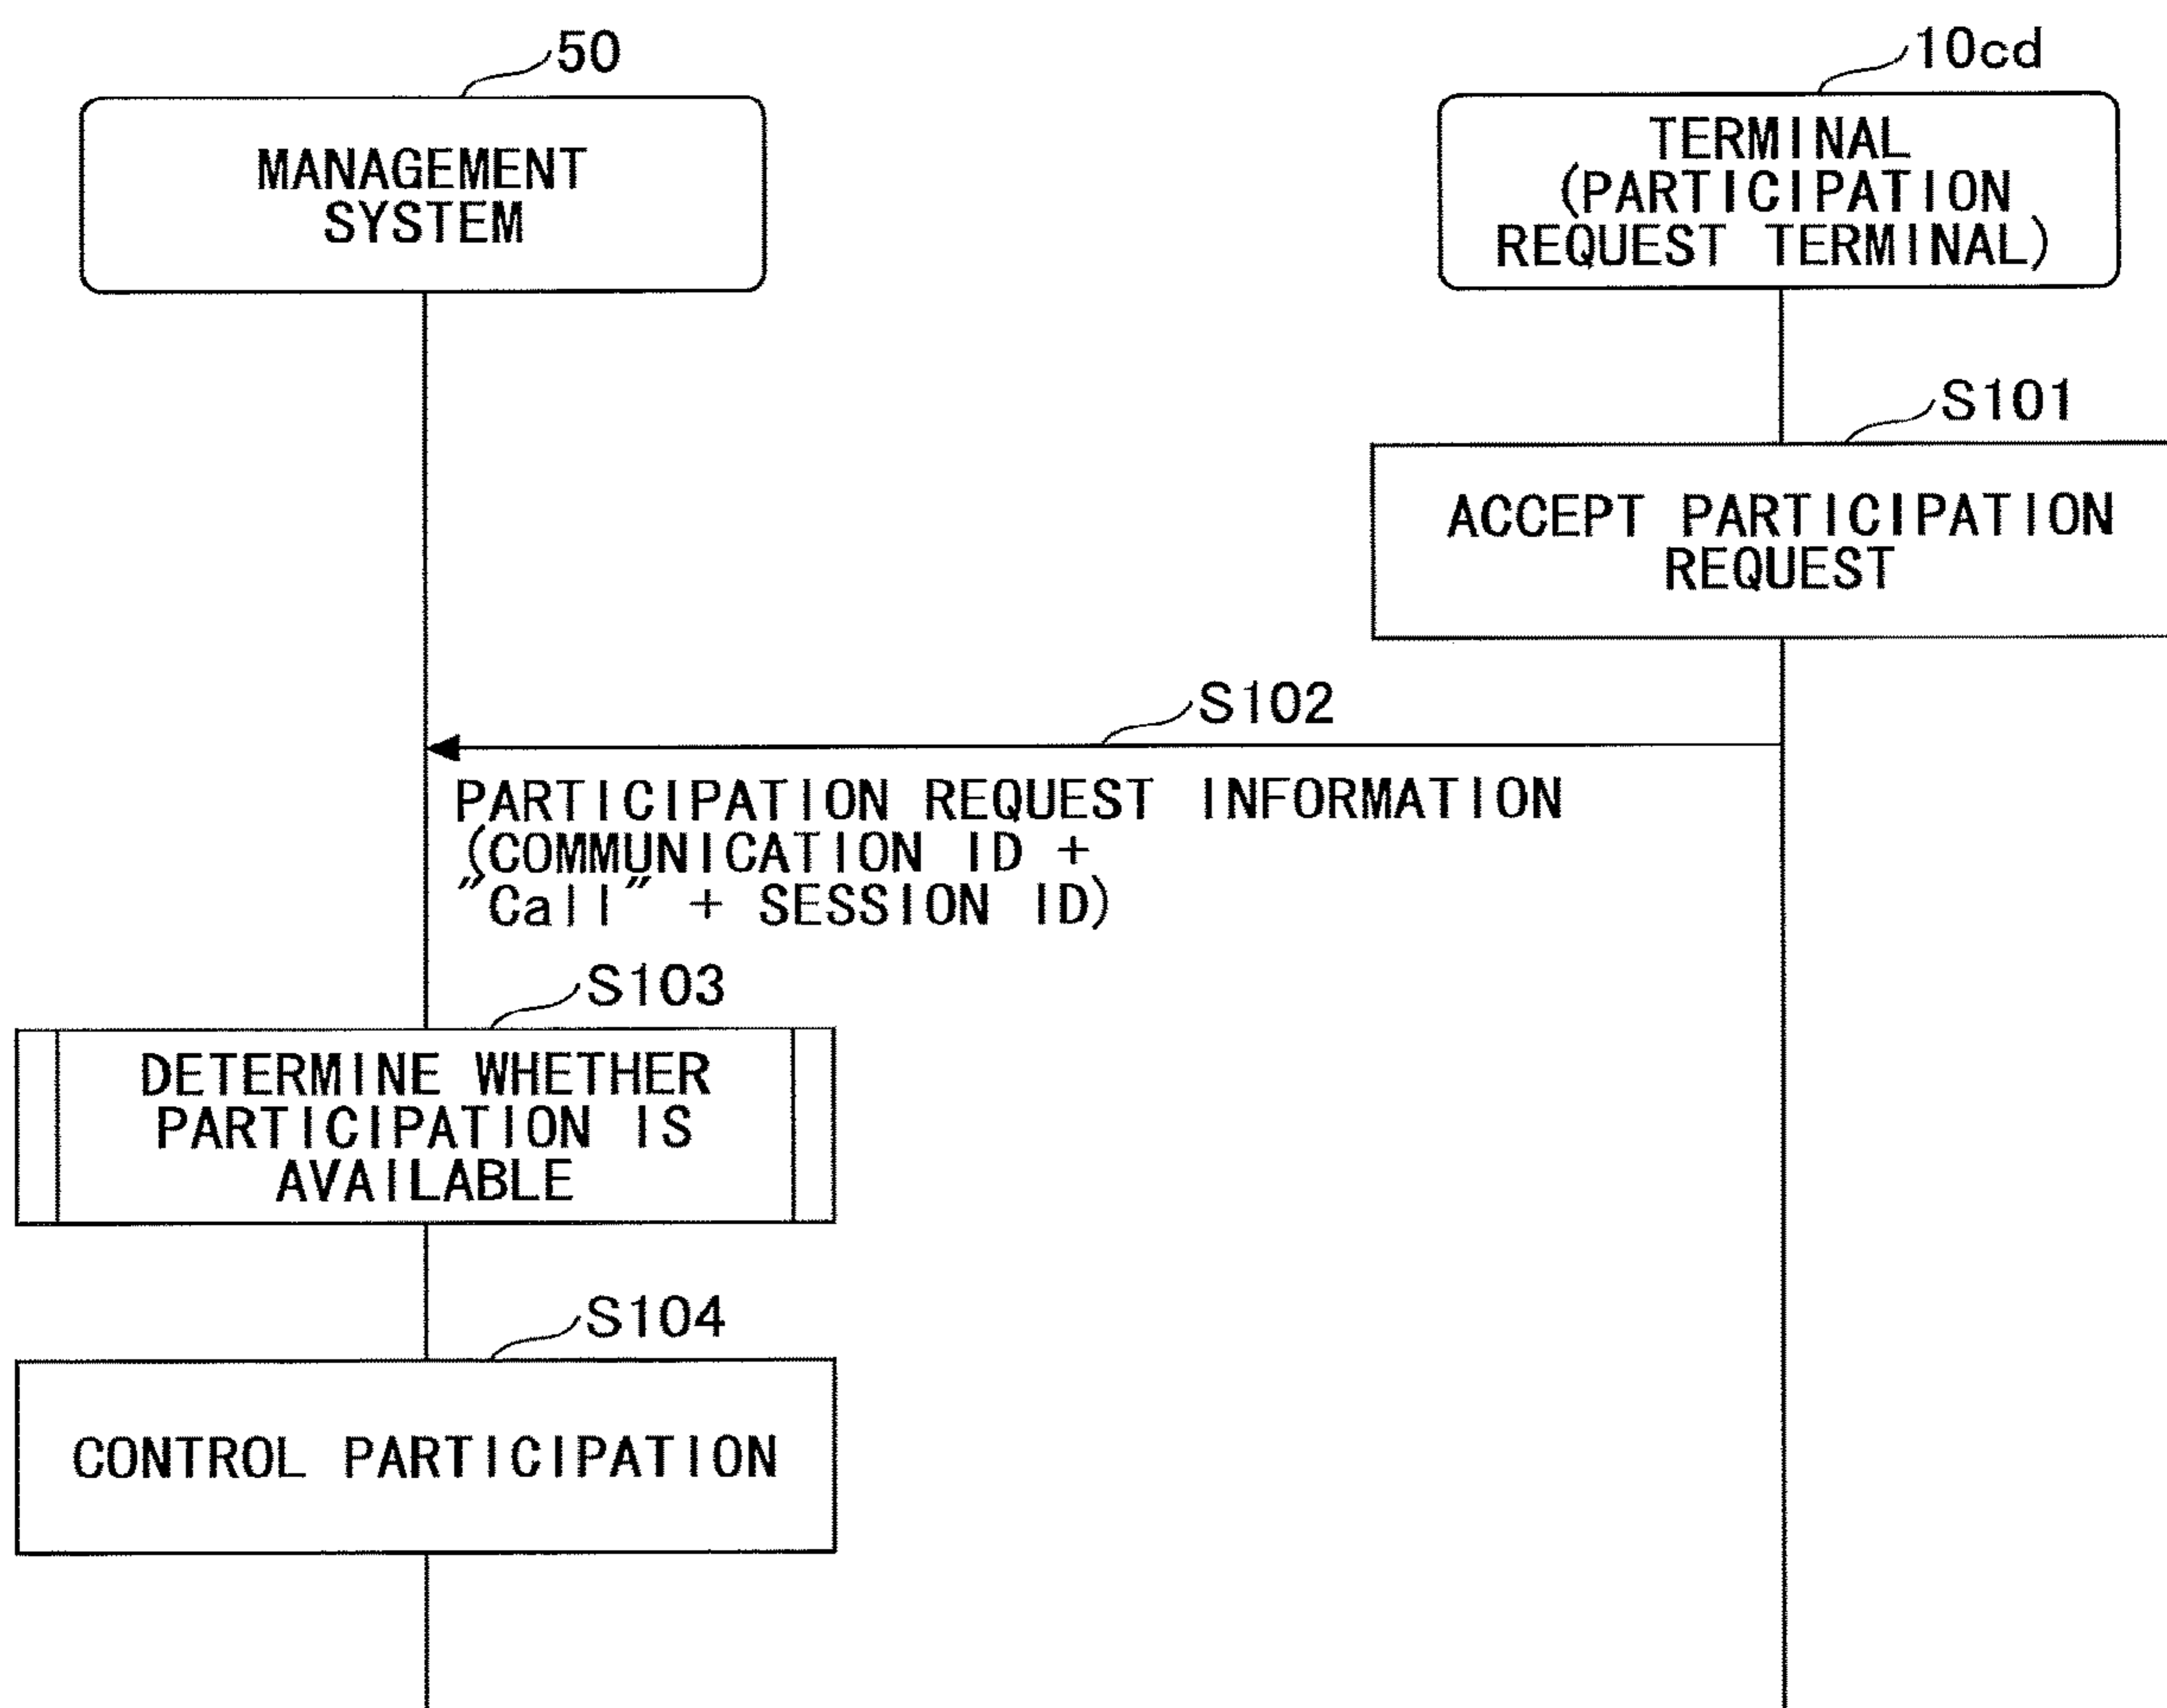 50
10cd
MANAGEMENT
SYSTEM
TERMINAL
(PARTICIPATION
REQUEST TERMINAL)
S101
ACCEPT PARTICIPATION
REQUEST
S102
PARTICIPATION REQUEST INFORMATION
(COMMUNICATION ID +
"Call" + SESSION ID)
S103
DETERMINE WHETHER
PARTICIPATION IS
AVAILABLE
S104
CONTROL PARTICIPATION